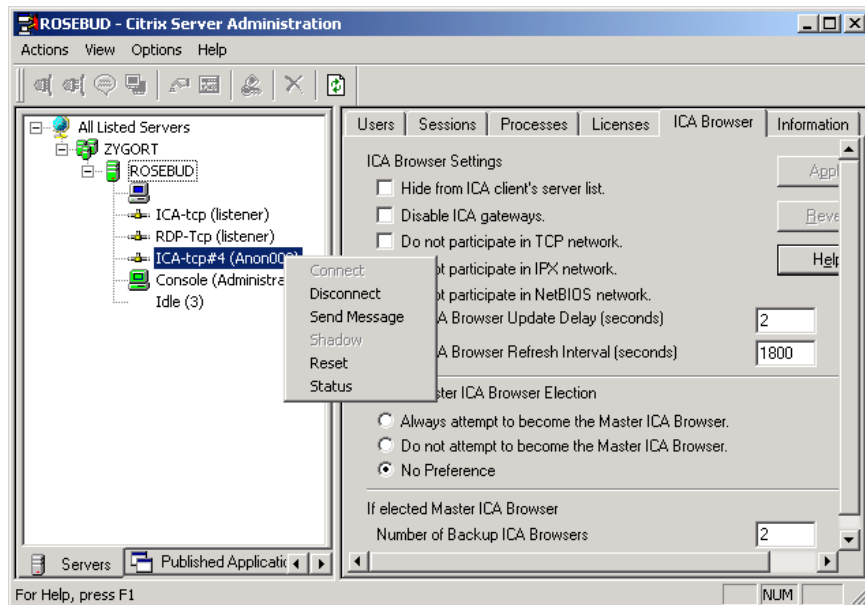 ROSEBUD - Citrix Server Administration
Actions View Options Help
All Listed Servers
ZYGORT
ROSEBUD
ICA-tcp (listener)
RDP-Tcp (listener)
ICA-tcp#4 (Anon000)
Console (Administra
Idle (3)
Servers
Published Applicatic
Connect
Disconnect
Send Message
Shadow
Reset
Status
Users Sessions Processes Licenses ICA Browser Information
ICA Browser Settings
Hide from ICA client's server list.
Disable ICA gateways.
Do not participate in TCP network.
ot participate in IPX network.
ot participate in NetBIOS network.
A Browser Update Delay (seconds) 2
A Browser Refresh Interval (seconds) 1800
Appl
Reve
Help
ster ICA Browser Election
Always attempt to become the Master ICA Browser.
Do not attempt to become the Master ICA Browser.
No Preference
If elected Master ICA Browser
Number of Backup ICA Browsers 2
For Help, press F1
NUM